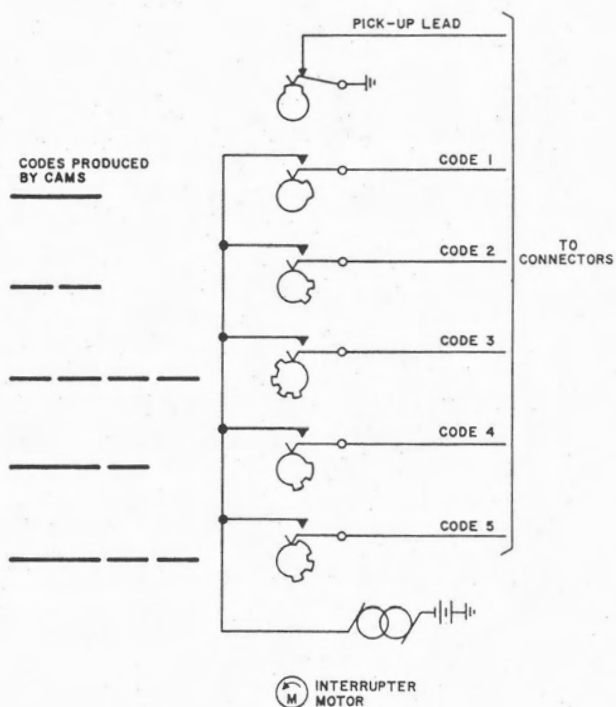 PICK-UP LEAD
CODES PRODUCED
BY CAMS
CODE 1
CODE 2
TO
CONNECTORS
CODE 3
CODE 4
CODE 5
M
INTERRUPTER
MOTOR